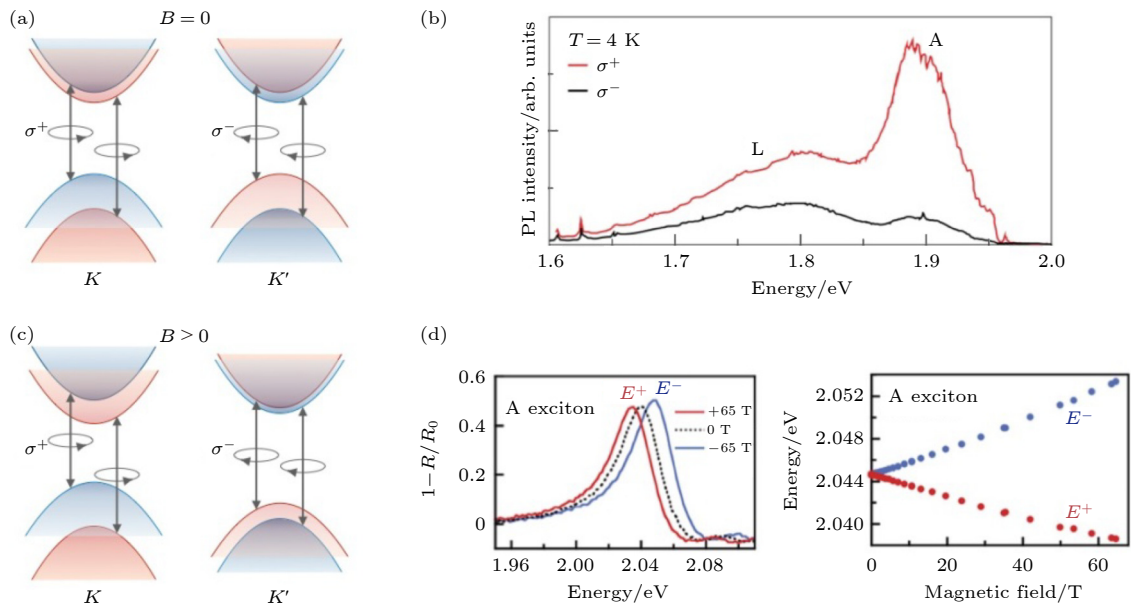 (a)
B = 0
σ⁺
σ⁻
K
K′
(b)
T = 4 K
σ⁺
σ⁻
A
L
PL intensity/arb. units
1.6
1.7
1.8
1.9
2.0
Energy/eV
(c)
B > 0
σ⁺
σ⁻
K
K′
(d)
0.6
0.4
0.2
0
1−R/R₀
A exciton
E⁺
E⁻
+65 T
0 T
−65 T
1.96
2.00
2.04
2.08
Energy/eV
2.052
2.048
2.044
2.040
Energy/eV
A exciton
E⁻
E⁺
0
20
40
60
Magnetic field/T